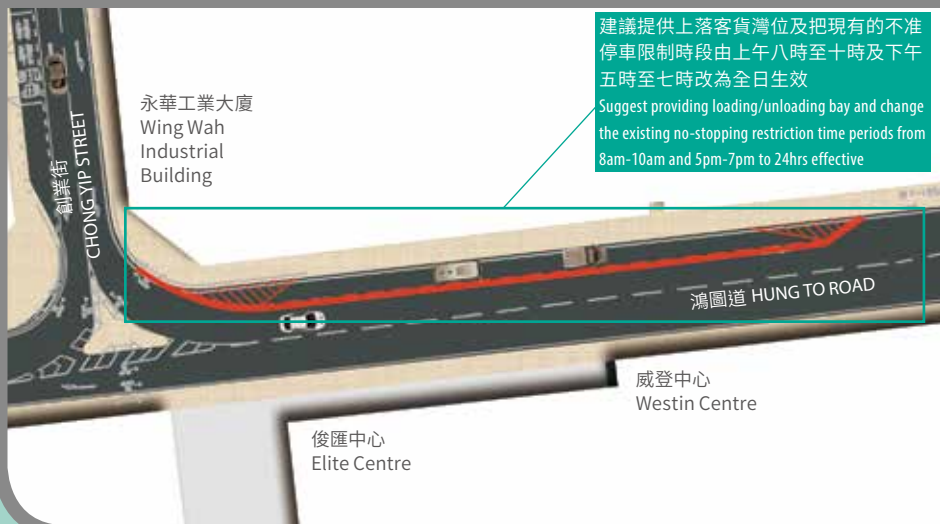 建議提供上落客貨灣位及把現有的不准
停車限制時段由上午八時至十時及下午
五時至七時改為全日生效
Suggest providing loading/unloading bay and change
the existing no-stopping restriction time periods from
8am-10am and 5pm-7pm to 24hrs effective
永華工業大廈
Wing Wah
Industrial
Building
創業街
CHONG YIP STREET
鴻圖道 HUNG TO ROAD
威登中心
Westin Centre
俊匯中心
Elite Centre